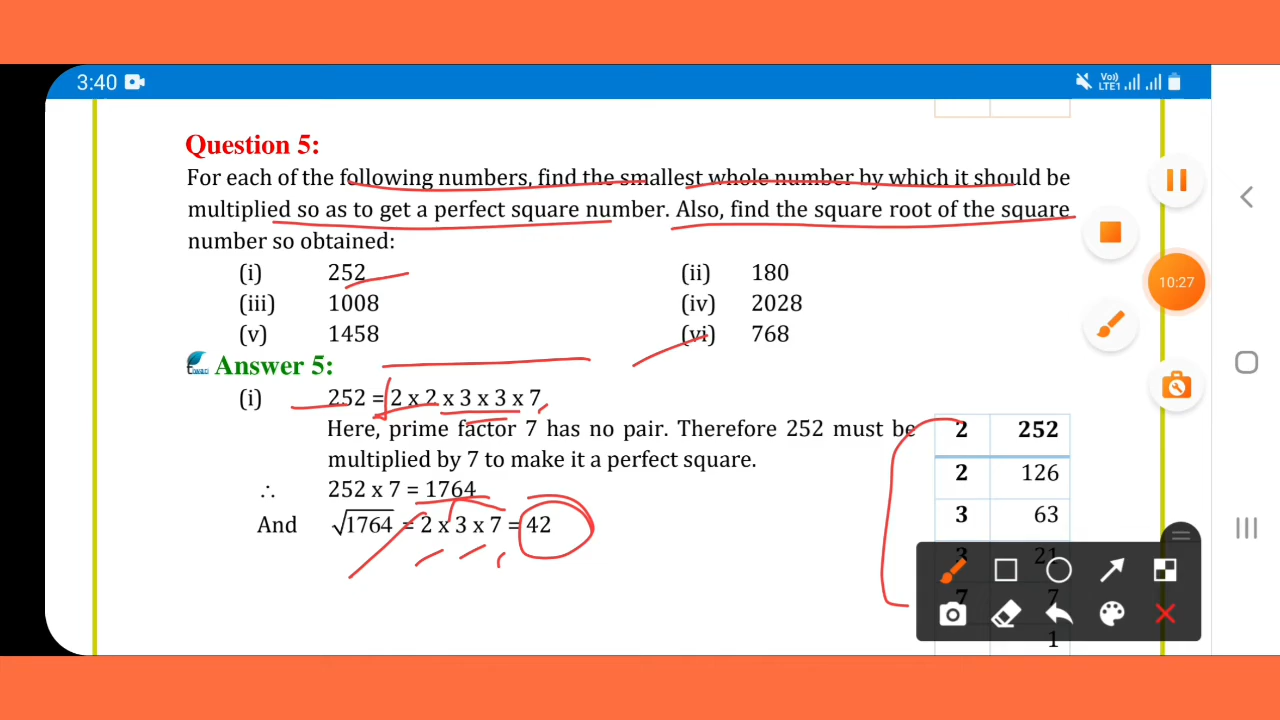 3:40
Vo)) LTE1
Question 5:
For each of the following numbers, find the smallest whole number by which it should be
multiplied so as to get a perfect square number. Also, find the square root of the square
number so obtained:
(i) 252 (ii) 180
(iii) 1008 (iv) 2028
(v) 1458 (vi) 768
Answer 5:
(i) 252 = 2 x 2 x 3 x 3 x 7
Here, prime factor 7 has no pair. Therefore 252 must be
multiplied by 7 to make it a perfect square.
∴ 252 x 7 = 1764
And √1764 = 2 x 3 x 7 = 42
2 252
2 126
3 63
3 21
7 7
1
10:27